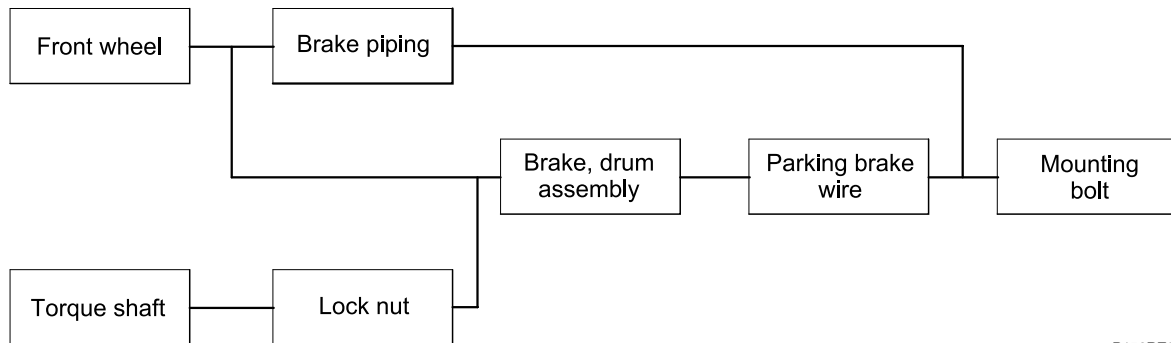 Front wheel
Brake piping
Brake, drum
assembly
Parking brake
wire
Mounting
bolt
Torque shaft
Lock nut